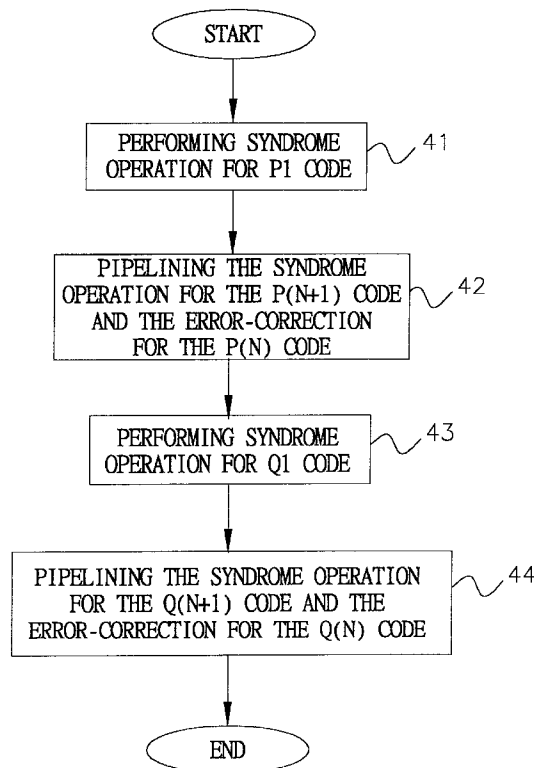 START
PERFORMING SYNDROME
OPERATION FOR P1 CODE
41
PIPELINING THE SYNDROME
OPERATION FOR THE P(N+1) CODE
AND THE ERROR-CORRECTION
FOR THE P(N) CODE
42
PERFORMING SYNDROME
OPERATION FOR Q1 CODE
43
PIPELINING THE SYNDROME OPERATION
FOR THE Q(N+1) CODE AND THE
ERROR-CORRECTION FOR THE Q(N) CODE
44
END